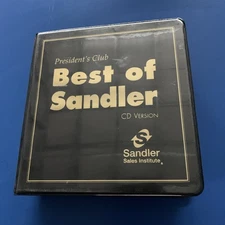 President's Club
Best of
Sandler
CD Version
Sandler
Sales Institute